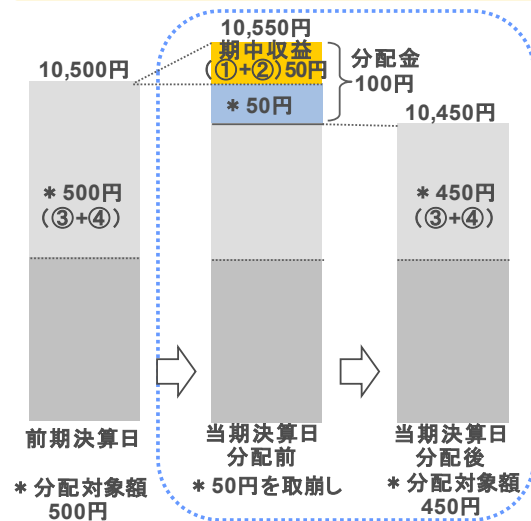 10,550円
期中収益
(①+②)50円
分配金
100円
10,500円
＊50円
10,450円
＊500円
(③+④)
＊450円
(③+④)
前期決算日
当期決算日
分配前
当期決算日
分配後
＊分配対象額
500円
＊50円を取崩し
＊分配対象額
450円